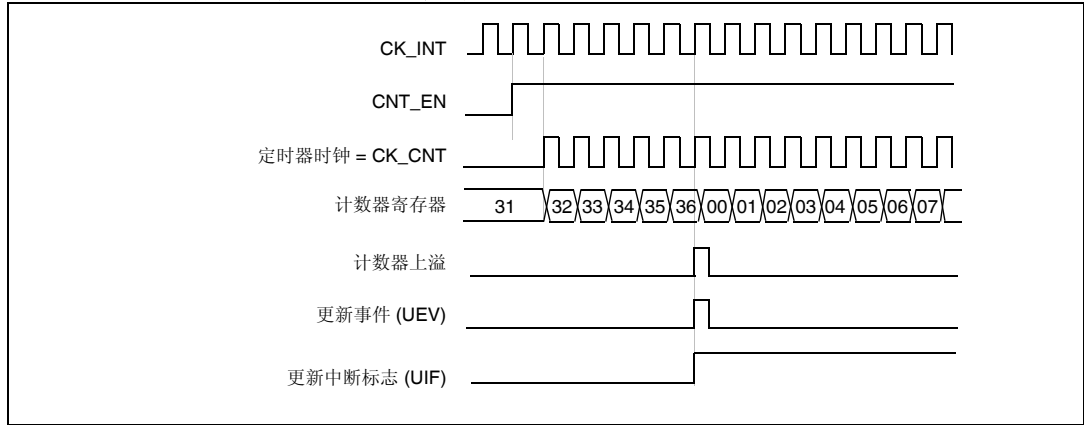 CK_INT
CNT_EN
定时器时钟 = CK_CNT
计数器寄存器 31 32 33 34 35 36 00 01 02 03 04 05 06 07
计数器上溢
更新事件 (UEV)
更新中断标志 (UIF)